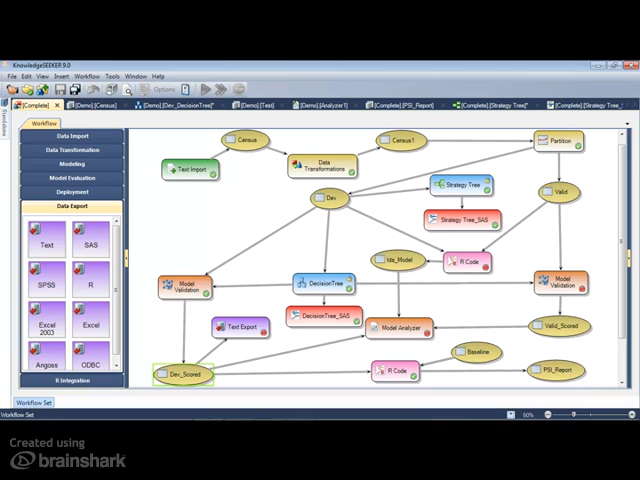 KnowledgeSEEKER 9.0
File Edit View Insert Workflow Tools Window Help
Options
[Complete] [Demo].[Census] [Demo].[Dev_DecisionTree]* [Demo].[Test] [Demo].[Analyzer1] [Complete].[PSI_Report] [Complete].[Strategy Tree]* [Complete].[Strategy Tree_
Workflow
Data Import
Data Transformation
Modeling
Model Evaluation
Deployment
Data Export
Text SAS
SPSS R
Excel 2003 Excel
Angoss ODBC
R Integration
Census
Text Import
Data Transformations
Census1
Partition
Dev
Strategy Tree
Valid
Strategy Tree_SAS
lda_Model
R Code
Model Validation
DecisionTree
Model Validation
DecisionTree_SAS
Text Export
Model Analyzer
Valid_Scored
Baseline
Dev_Scored
R Code
PSI_Report
Workflow Set
Workflow Set
60%
Created using
brainshark